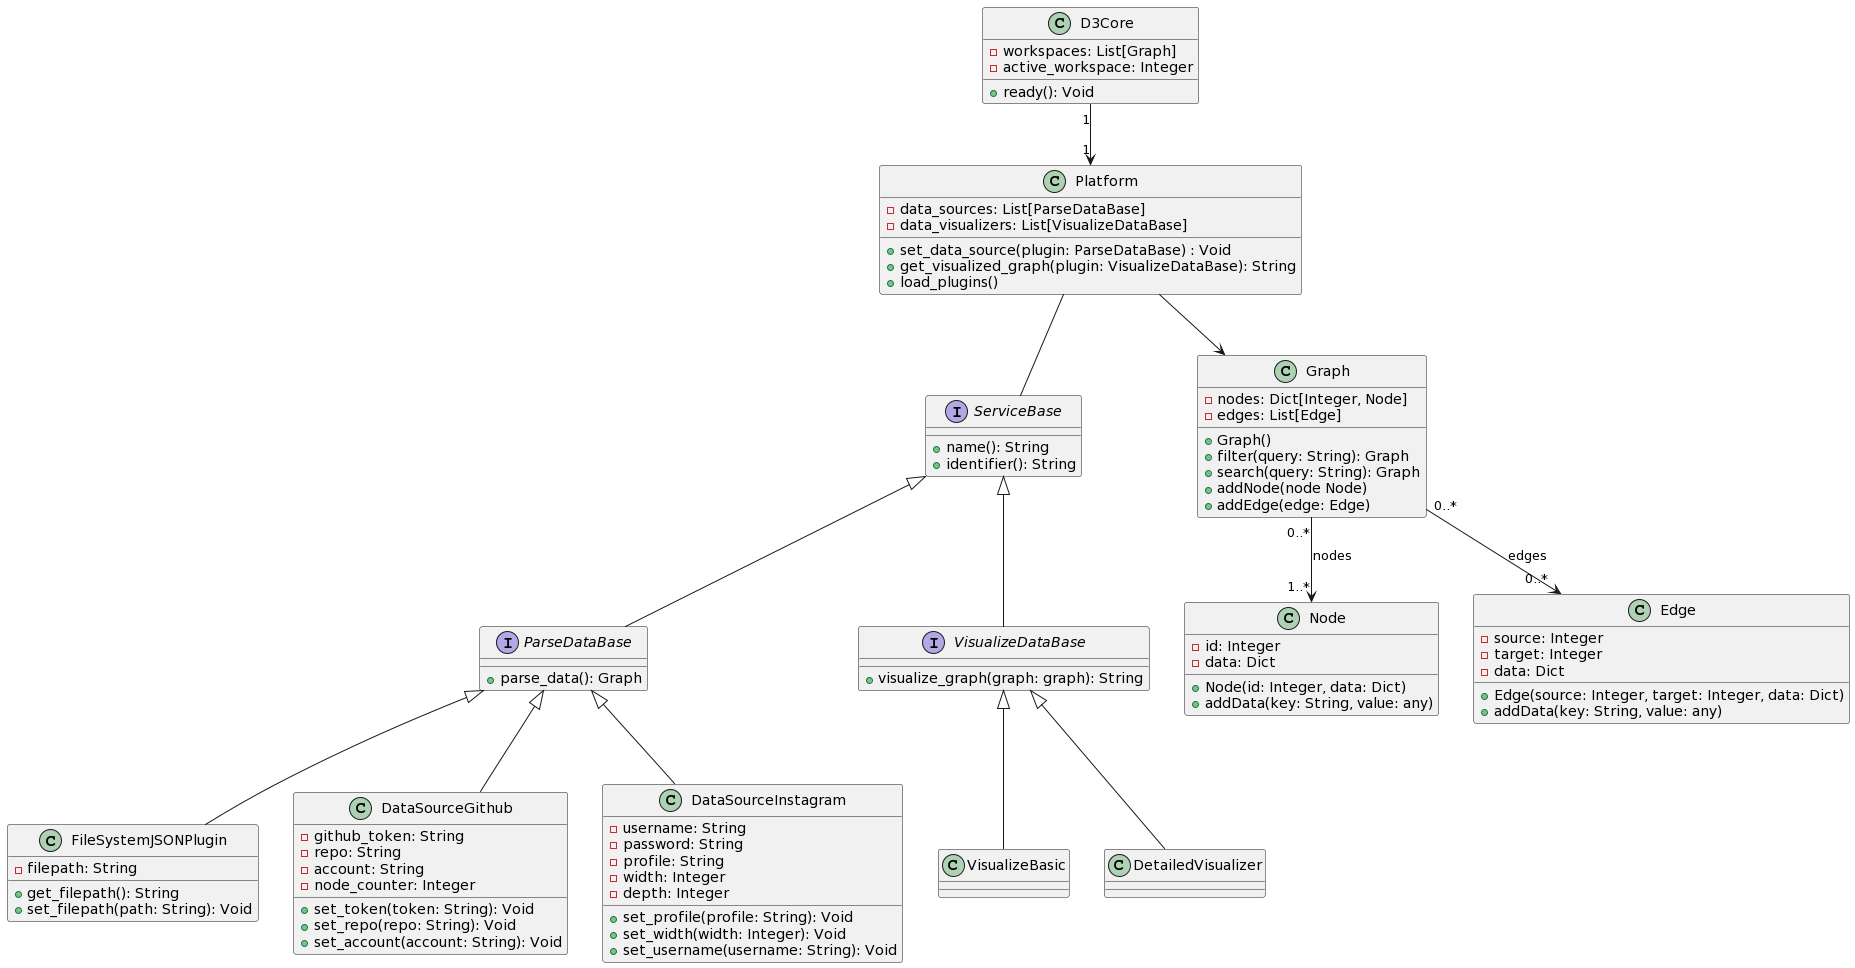 C D3Core
workspaces: List[Graph]
active_workspace: Integer
ready(): Void
1
1
C Platform
data_sources: List[ParseDataBase]
data_visualizers: List[VisualizeDataBase]
set_data_source(plugin: ParseDataBase) : Void
get_visualized_graph(plugin: VisualizeDataBase): String
load_plugins()
I ServiceBase
name(): String
identifier(): String
C Graph
nodes: Dict[Integer, Node]
edges: List[Edge]
Graph()
filter(query: String): Graph
search(query: String): Graph
addNode(node Node)
addEdge(edge: Edge)
0..*
nodes
1..*
0..*
edges
0..*
I ParseDataBase
parse_data(): Graph
I VisualizeDataBase
visualize_graph(graph: graph): String
C Node
id: Integer
data: Dict
Node(id: Integer, data: Dict)
addData(key: String, value: any)
C Edge
source: Integer
target: Integer
data: Dict
Edge(source: Integer, target: Integer, data: Dict)
addData(key: String, value: any)
C FileSystemJSONPlugin
filepath: String
get_filepath(): String
set_filepath(path: String): Void
C DataSourceGithub
github_token: String
repo: String
account: String
node_counter: Integer
set_token(token: String): Void
set_repo(repo: String): Void
set_account(account: String): Void
C DataSourceInstagram
username: String
password: String
profile: String
width: Integer
depth: Integer
set_profile(profile: String): Void
set_width(width: Integer): Void
set_username(username: String): Void
C VisualizeBasic
C DetailedVisualizer